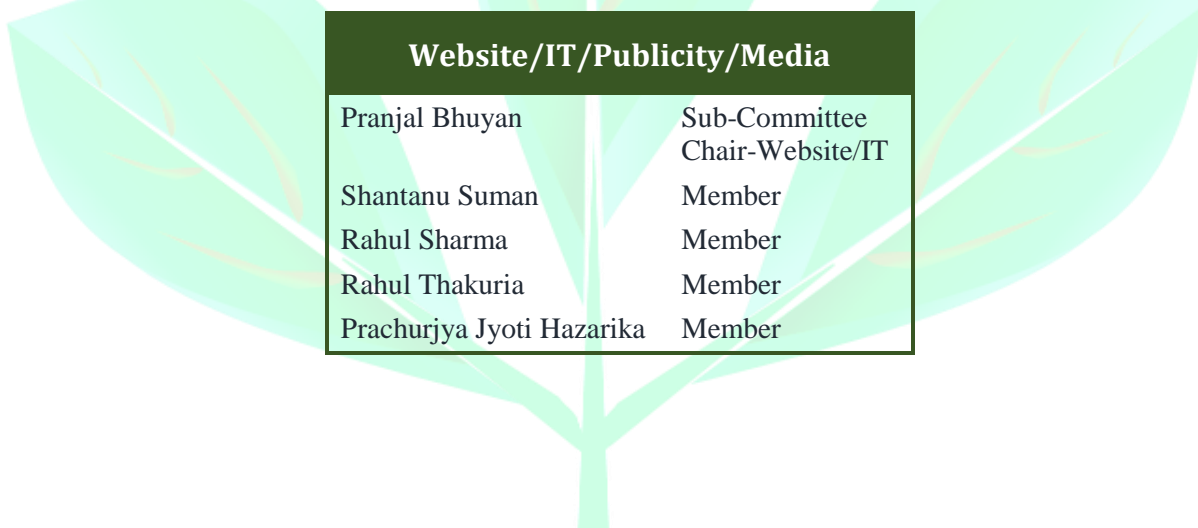 Website/IT/Publicity/Media
Pranjal Bhuyan Sub-Committee
Chair-Website/IT
Shantanu Suman Member
Rahul Sharma Member
Rahul Thakuria Member
Prachurjya Jyoti Hazarika Member